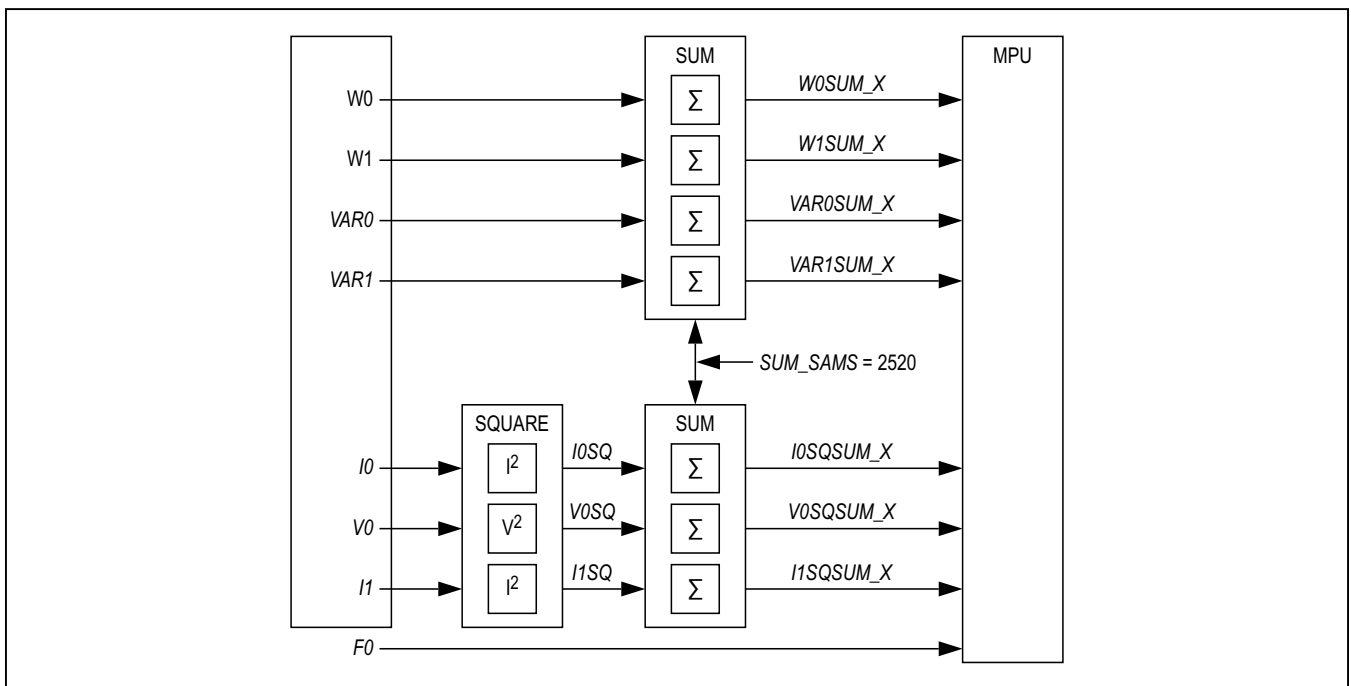 SUM
MPU
W0
Σ
W0SUM_X
W1
Σ
W1SUM_X
VAR0
Σ
VAR0SUM_X
VAR1
Σ
VAR1SUM_X
SUM_SAMS = 2520
SQUARE
SUM
I0
I2
I0SQ
Σ
I0SQSUM_X
V0
V2
V0SQ
Σ
V0SQSUM_X
I1
I2
I1SQ
Σ
I1SQSUM_X
F0